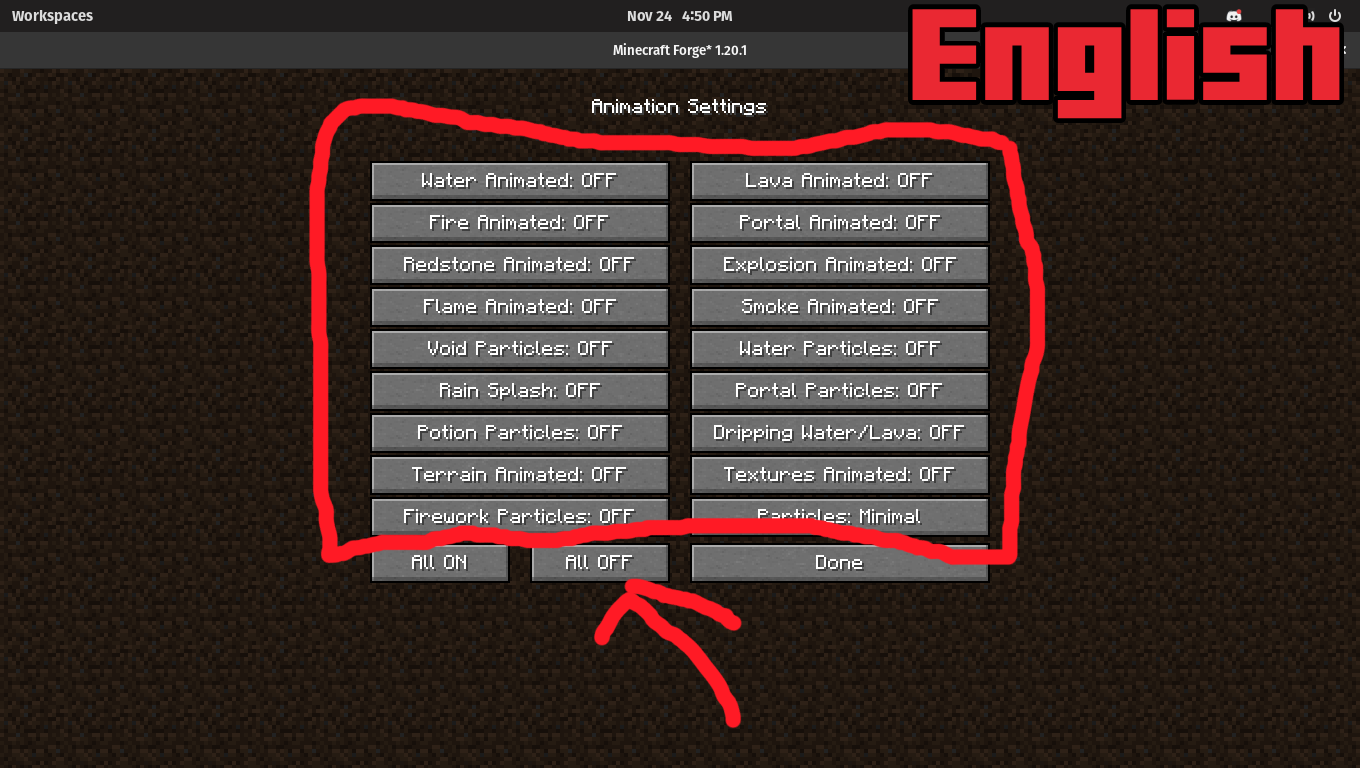 Workspaces
Nov 24 4:50 PM
Minecraft Forge* 1.20.1
English
Animation Settings
Water Animated: OFF
Lava Animated: OFF
Fire Animated: OFF
Portal Animated: OFF
Redstone Animated: OFF
Explosion Animated: OFF
Flame Animated: OFF
Smoke Animated: OFF
Void Particles: OFF
Water Particles: OFF
Rain Splash: OFF
Portal Particles: OFF
Potion Particles: OFF
Dripping Water/Lava: OFF
Terrain Animated: OFF
Textures Animated: OFF
Firework Particles: OFF
Particles: Minimal
All ON
All OFF
Done